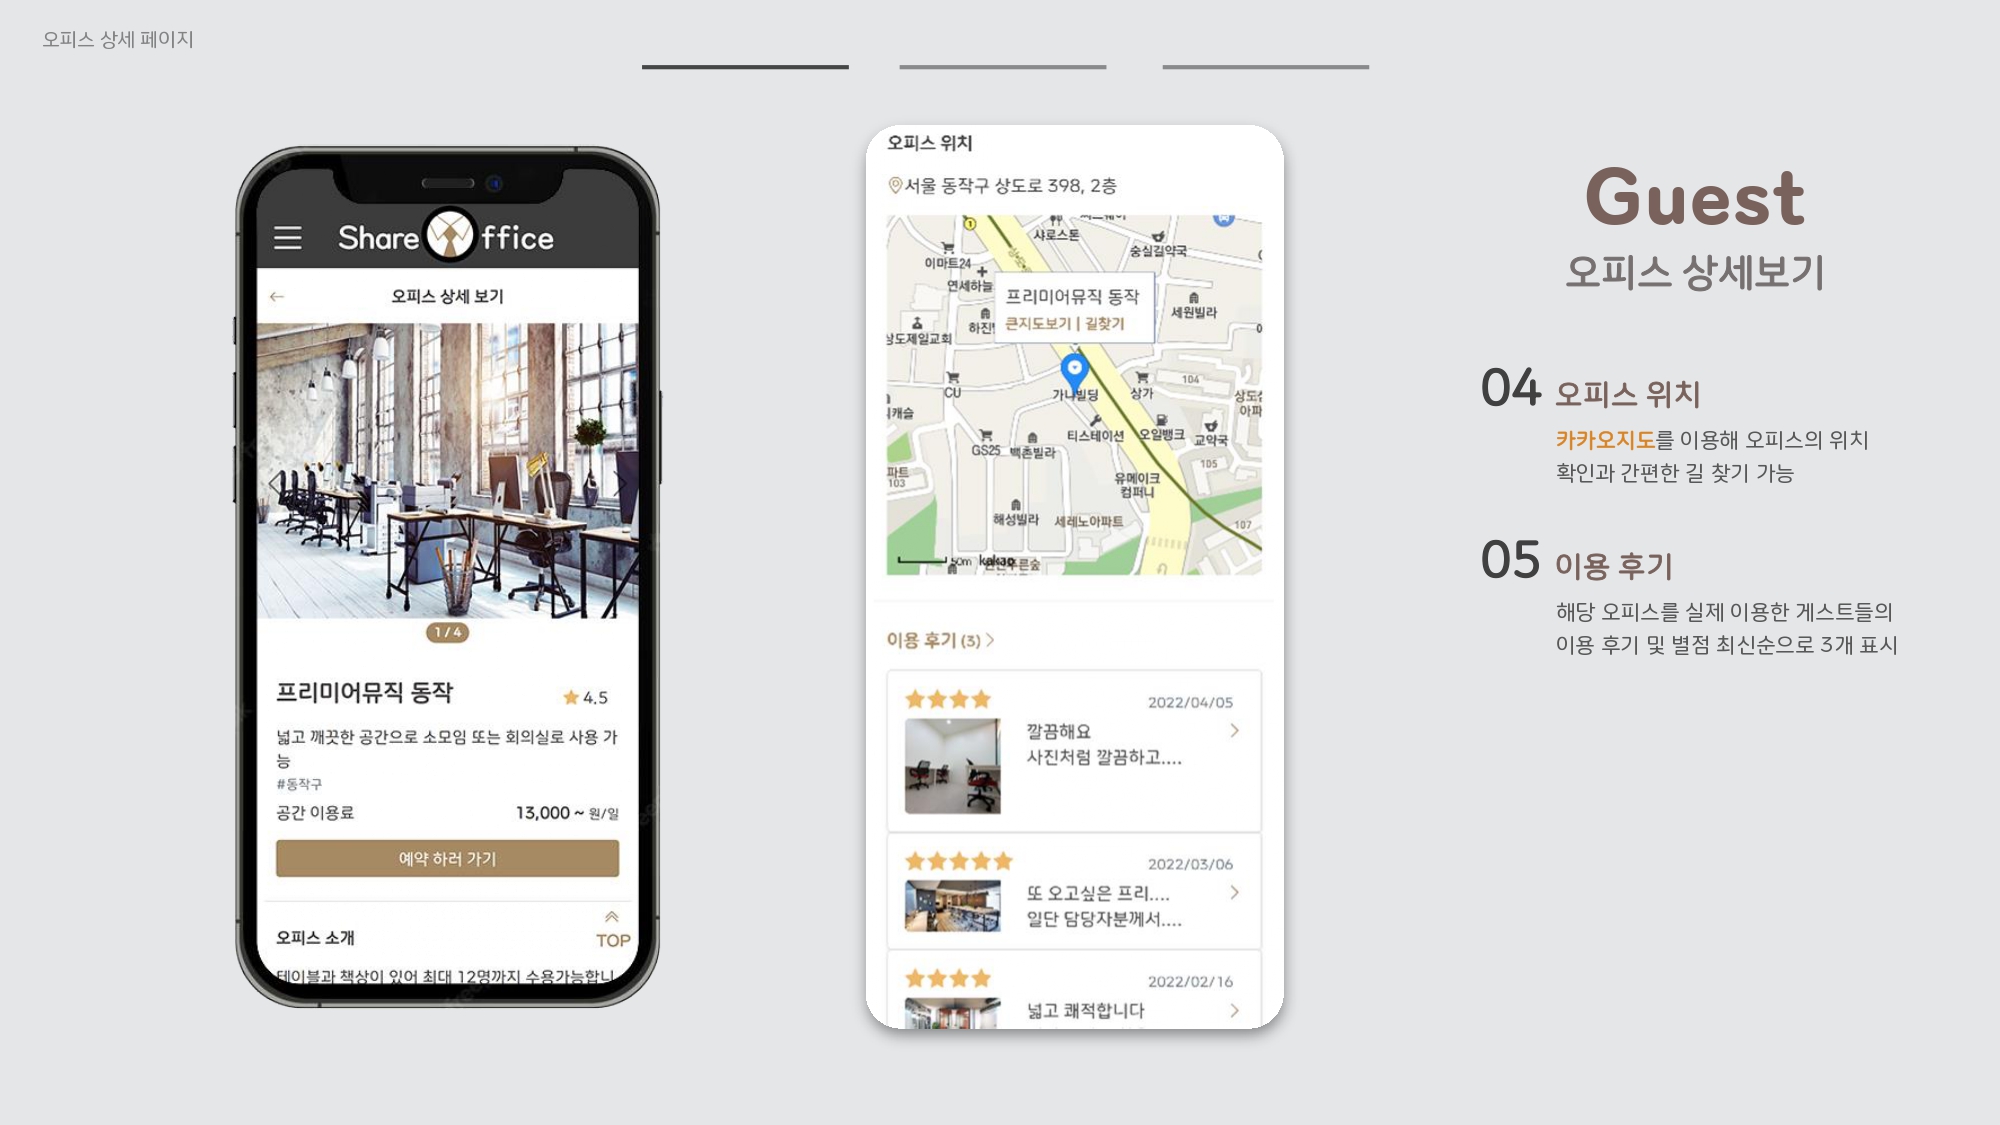 오피스 상세 페이지
Share Office
오피스 상세 보기
1 / 4
프리미어뮤직 동작
4.5
넓고 깨끗한 공간으로 소모임 또는 회의실로 사용 가
능
#동작구
공간 이용료
13,000 ~ 원/일
예약 하러 가기
오피스 소개
TOP
테이블과 책상이 있어 최대 12명까지 수용가능합니
오피스 위치
서울 동작구 상도로 398, 2층
샤로스톤
숭실길약국
이마트24
연세하늘
프리미어뮤직 동작
큰지도보기 | 길찾기
세원빌라
하진
상도제일교회
104
CU
가나빌딩
상가
상도
아파
캐슬
티스테이션
오일뱅크
교약국
GS25
백촌빌라
105
파트
103
유메이크
컴퍼니
해성빌라
세레노아파트
107
50m
kakao
이용 후기 (3)
2022/04/05
깔끔해요
사진처럼 깔끔하고....
2022/03/06
또 오고싶은 프리....
일단 담당자분께서....
2022/02/16
넓고 쾌적합니다
Guest
오피스 상세보기
04 오피스 위치
카카오지도를 이용해 오피스의 위치
확인과 간편한 길 찾기 가능
05 이용 후기
해당 오피스를 실제 이용한 게스트들의
이용 후기 및 별점 최신순으로 3개 표시